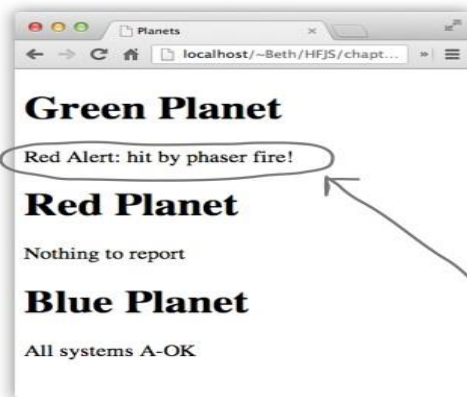 Planets
localhost/~Beth/HFJS/chapt...
Green Planet
Red Alert: hit by phaser fire!
Red Planet
Nothing to report
Blue Planet
All systems A-OK